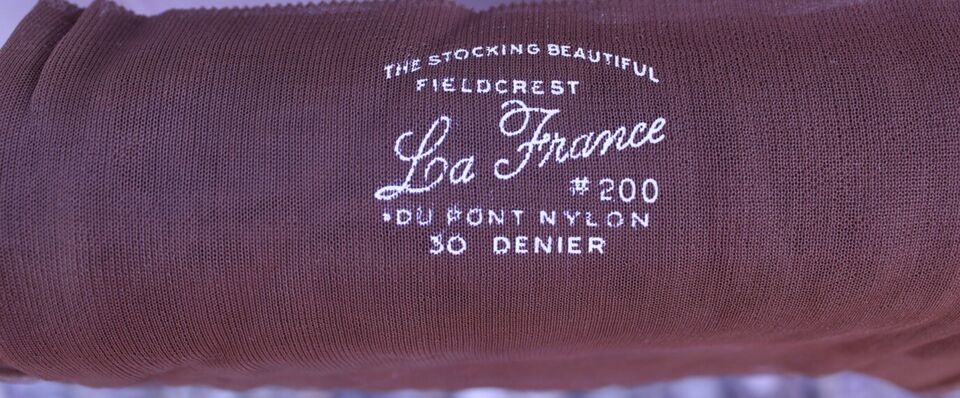 THE STOCKING BEAUTIFUL
FIELDCREST
La France
#200
•DU PONT NYLON
30 DENIER